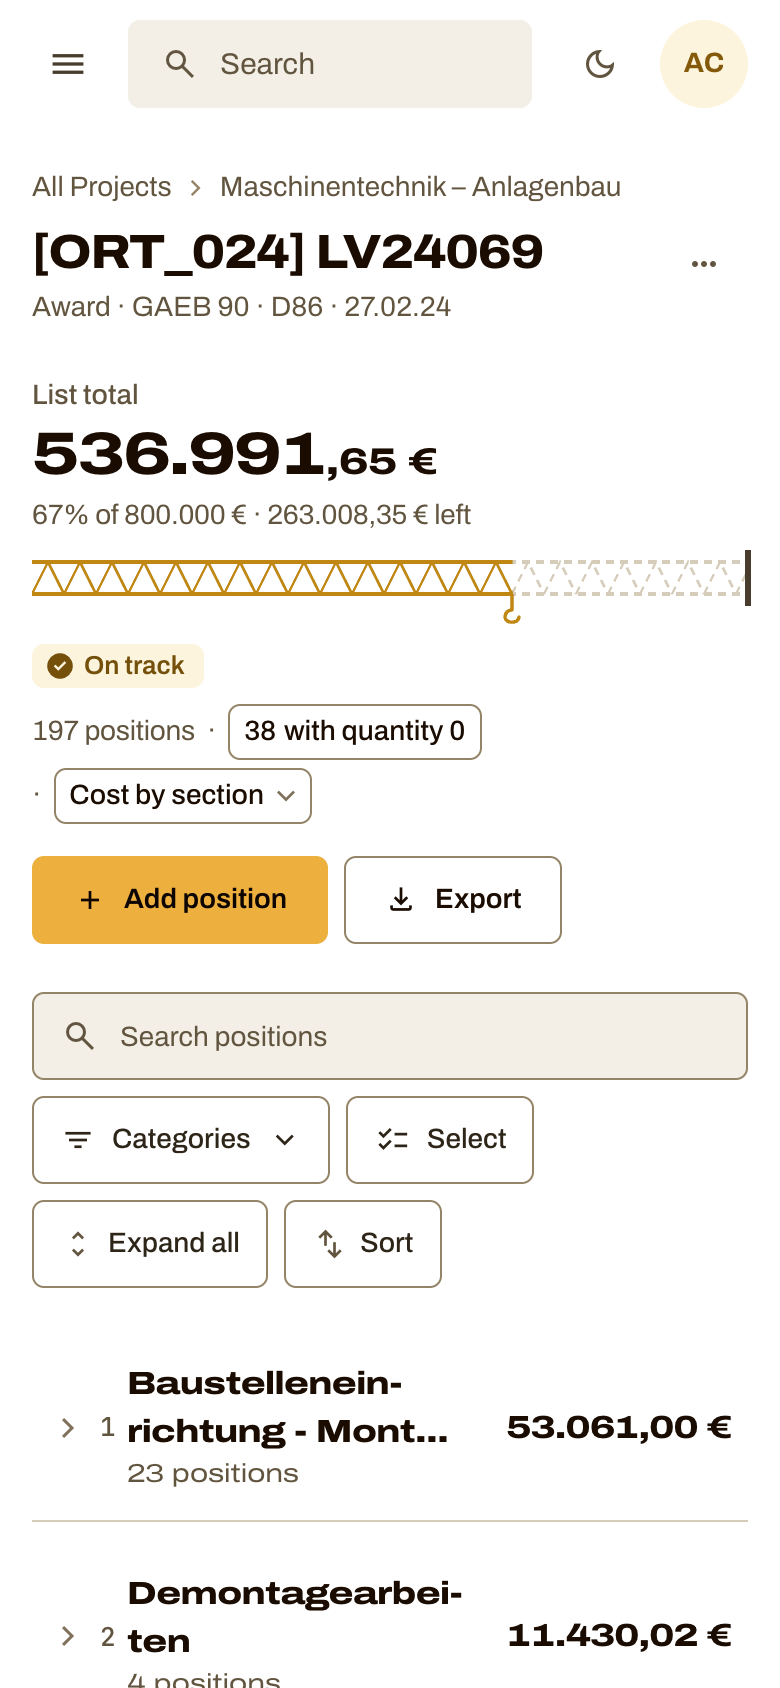 Search
AC
All Projects > Maschinentechnik – Anlagenbau
[ORT_024] LV24069
...
Award · GAEB 90 · D86 · 27.02.24
List total
536.991,65 €
67% of 800.000 € · 263.008,35 € left
On track
197 positions · 38 with quantity 0
· Cost by section
+ Add position
Export
Search positions
Categories
Select
Expand all
Sort
Baustellenein-
1 richtung - Mont... 53.061,00 €
23 positions
Demontagearbei-
2 ten 11.430,02 €
4 positions